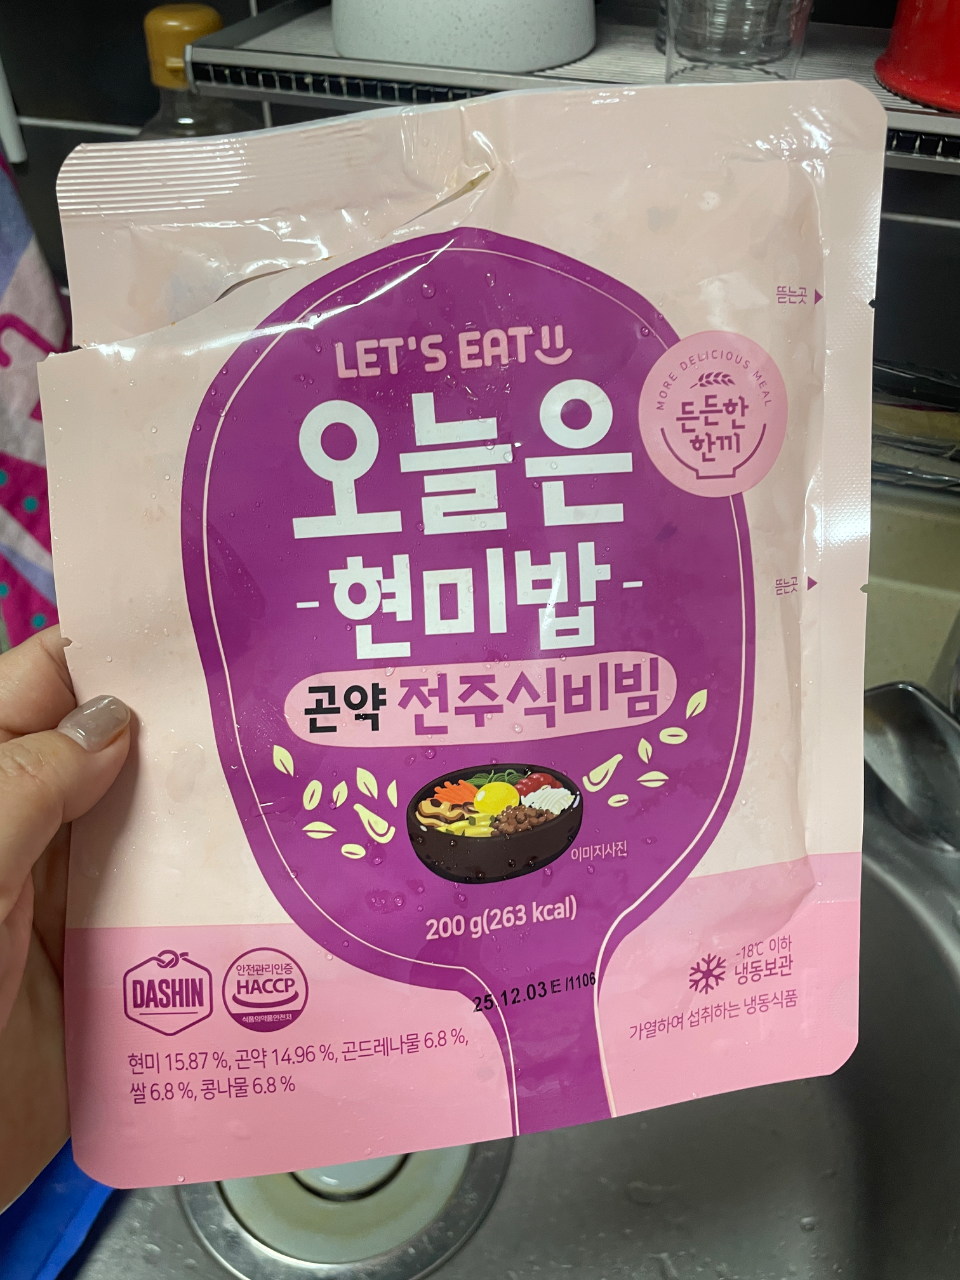 LET'S EAT
MORE DELICIOUS MEAL
든든한
한끼
오늘은
-현미밥-
곤약 전주식비빔
뜯는곳
뜯는곳
이미지사진
200 g(263 kcal)
25.12.03 E /1106
DASHIN
안전관리인증
HACCP
식품의약품안전처
-18℃ 이하
냉동보관
가열하여 섭취하는 냉동식품
현미 15.87 %, 곤약 14.96 %, 곤드레나물 6.8 %,
쌀 6.8 %, 콩나물 6.8 %